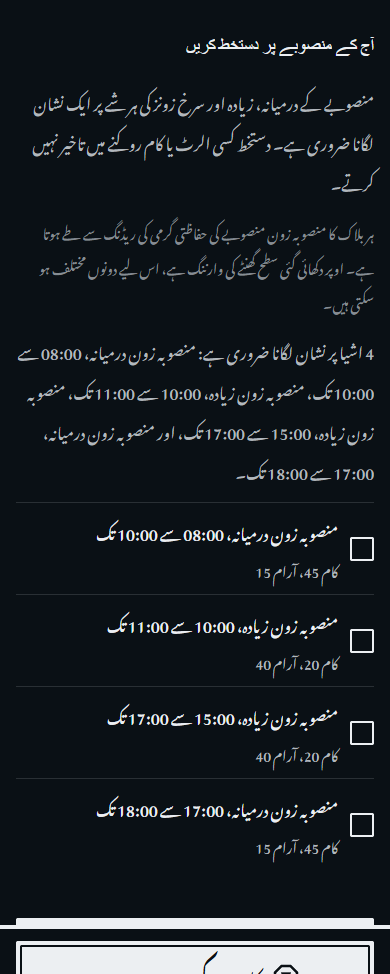 آج کے منصوبے پر دستخط کریں
منصوبے کے درمیانہ، زیادہ اور سرخ زونز کی ہر شے پر ایک نشان
لگانا ضروری ہے۔ دستخط کسی الرٹ یا کام روکنے میں تاخیر نہیں
کرتے۔
ہر بلاک کا منصوبہ زون منصوبے کی حفاظتی گرمی کی ریڈنگ سے طے ہوتا
ہے۔ اوپر دکھائی گئی سطح گھنٹے کی وارننگ ہے، اس لیے دونوں مختلف ہو
سکتی ہیں۔
4 اشیا پر نشان لگانا ضروری ہے: منصوبہ زون درمیانہ، 08:00 سے
10:00 تک، منصوبہ زون زیادہ، 10:00 سے 11:00 تک، منصوبہ
زون زیادہ، 15:00 سے 17:00 تک، اور منصوبہ زون درمیانہ،
17:00 سے 18:00 تک۔
منصوبہ زون درمیانہ، 08:00 سے 10:00 تک
کام 45، آرام 15
منصوبہ زون زیادہ، 10:00 سے 11:00 تک
کام 20، آرام 40
منصوبہ زون زیادہ، 15:00 سے 17:00 تک
کام 20، آرام 40
منصوبہ زون درمیانہ، 17:00 سے 18:00 تک
کام 45، آرام 15